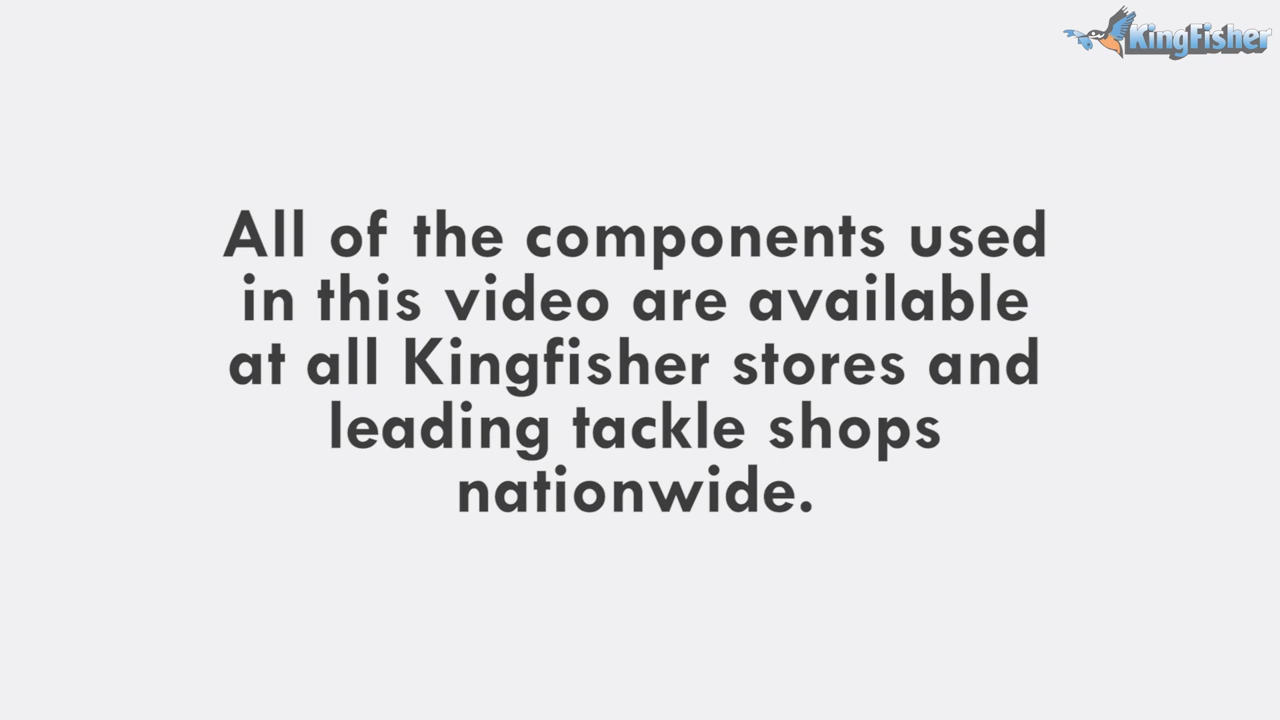 KingFisher
All of the components used
in this video are available
at all Kingfisher stores and
leading tackle shops
nationwide.